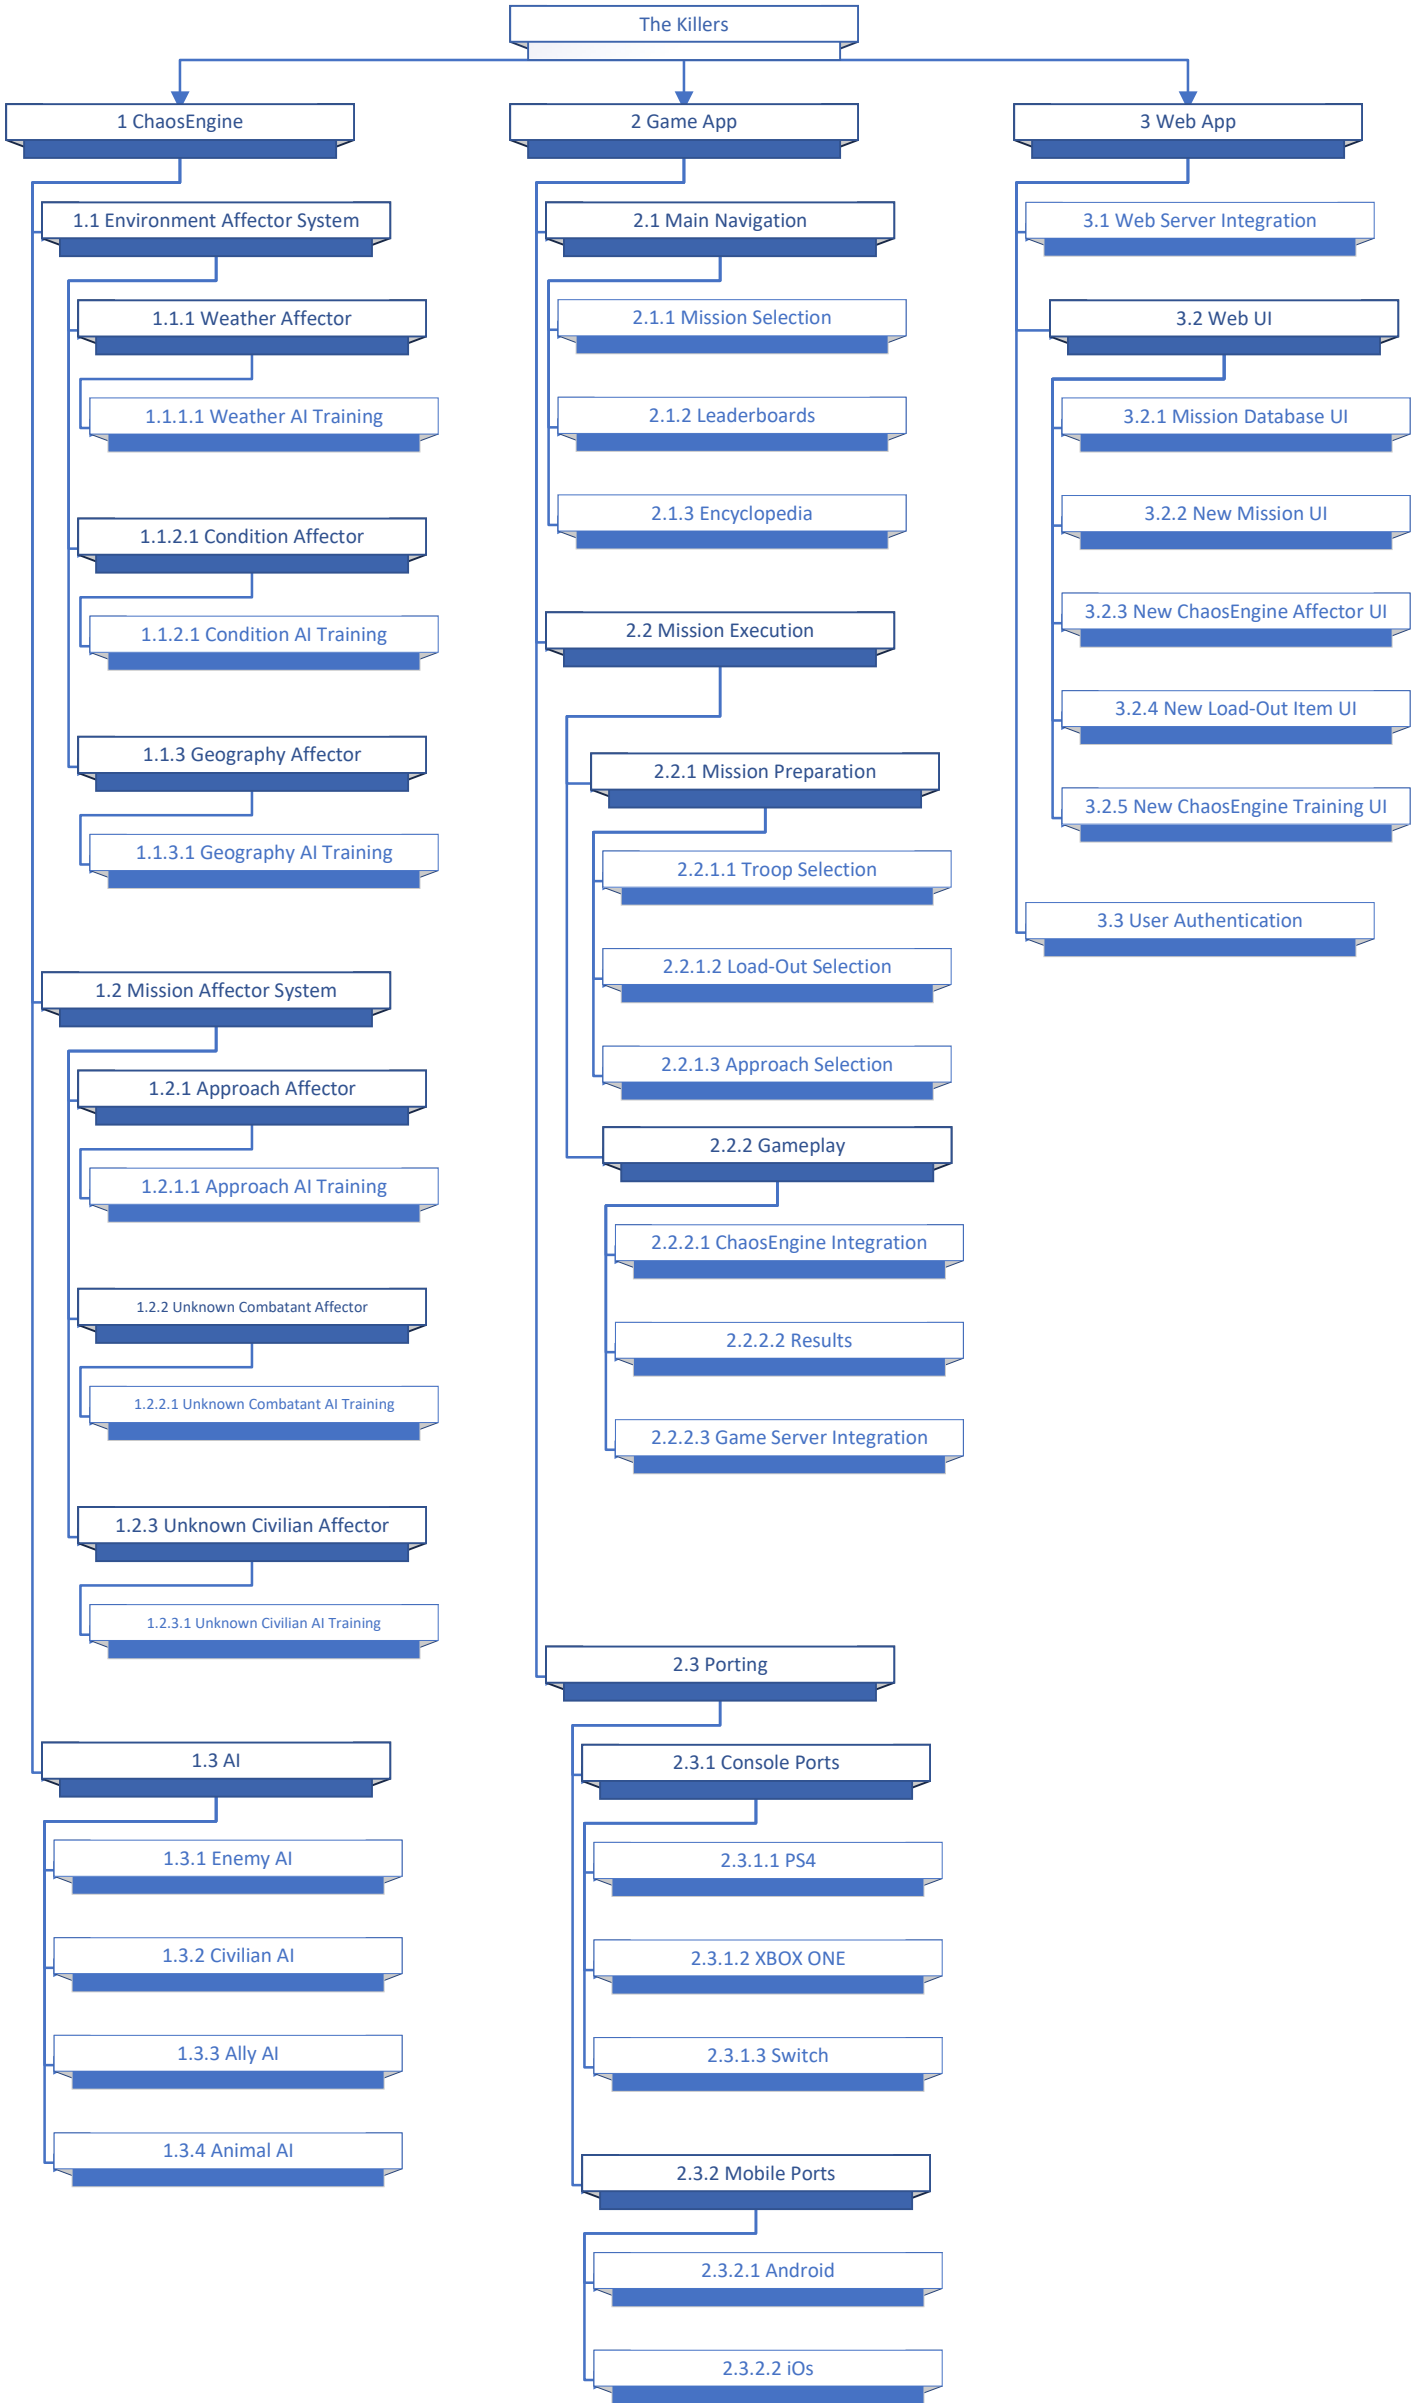 The Killers
1 ChaosEngine
1.1 Environment Affector System
1.1.1 Weather Affector
1.1.1.1 Weather AI Training
1.1.2.1 Condition Affector
1.1.2.1 Condition AI Training
1.1.3 Geography Affector
1.1.3.1 Geography AI Training
1.2 Mission Affector System
1.2.1 Approach Affector
1.2.1.1 Approach AI Training
1.2.2 Unknown Combatant Affector
1.2.2.1 Unknown Combatant AI Training
1.2.3 Unknown Civilian Affector
1.2.3.1 Unknown Civilian AI Training
1.3 AI
1.3.1 Enemy AI
1.3.2 Civilian AI
1.3.3 Ally AI
1.3.4 Animal AI
2 Game App
2.1 Main Navigation
2.1.1 Mission Selection
2.1.2 Leaderboards
2.1.3 Encyclopedia
2.2 Mission Execution
2.2.1 Mission Preparation
2.2.1.1 Troop Selection
2.2.1.2 Load-Out Selection
2.2.1.3 Approach Selection
2.2.2 Gameplay
2.2.2.1 ChaosEngine Integration
2.2.2.2 Results
2.2.2.3 Game Server Integration
2.3 Porting
2.3.1 Console Ports
2.3.1.1 PS4
2.3.1.2 XBOX ONE
2.3.1.3 Switch
2.3.2 Mobile Ports
2.3.2.1 Android
2.3.2.2 iOs
3 Web App
3.1 Web Server Integration
3.2 Web UI
3.2.1 Mission Database UI
3.2.2 New Mission UI
3.2.3 New ChaosEngine Affector UI
3.2.4 New Load-Out Item UI
3.2.5 New ChaosEngine Training UI
3.3 User Authentication